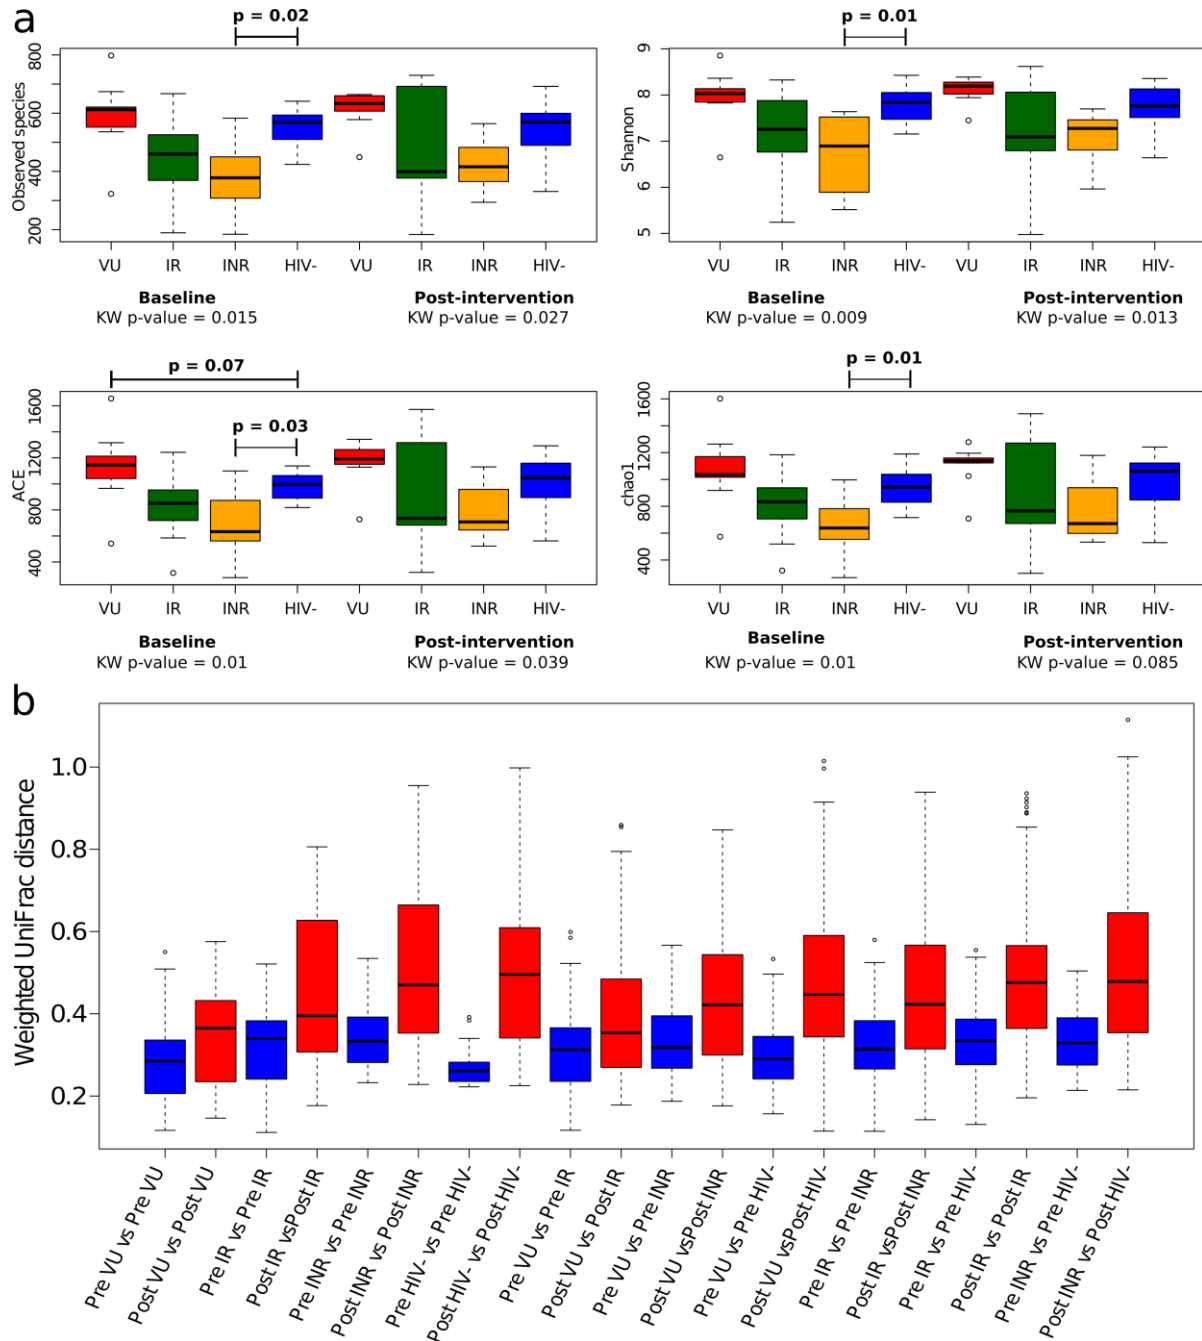 a
p = 0.02
Observed species
800
600
400
200
VU IR INR HIV- VU IR INR HIV-
Baseline
KW p-value = 0.015
Post-intervention
KW p-value = 0.027
p = 0.01
Shannon
9
8
7
6
5
VU IR INR HIV- VU IR INR HIV-
Baseline
KW p-value = 0.009
Post-intervention
KW p-value = 0.013
p = 0.07
p = 0.03
ACE
1600
1200
800
400
VU IR INR HIV- VU IR INR HIV-
Baseline
KW p-value = 0.01
Post-intervention
KW p-value = 0.039
p = 0.01
chao1
1600
1200
800
400
VU IR INR HIV- VU IR INR HIV-
Baseline
KW p-value = 0.01
Post-intervention
KW p-value = 0.085
b
Weighted UniFrac distance
1.0
0.8
0.6
0.4
0.2
Pre VU vs Pre VU
Post VU vs Post VU
Pre IR vs Pre IR
Post IR vsPost IR
Pre INR vs Pre INR
Post INR vs Post INR
Pre HIV- vs Pre HIV-
Post HIV- vs Post HIV-
Pre VU vs Pre IR
Post VU vs Post IR
Pre VU vs Pre INR
Post VU vsPost INR
Pre VU vs Pre HIV-
Post VU vsPost HIV-
Pre IR vs Pre INR
Post IR vsPost INR
Pre IR vs Pre HIV-
Post IR vs Post IR
Pre INR vs Pre HIV-
Post INR vs Post HIV-